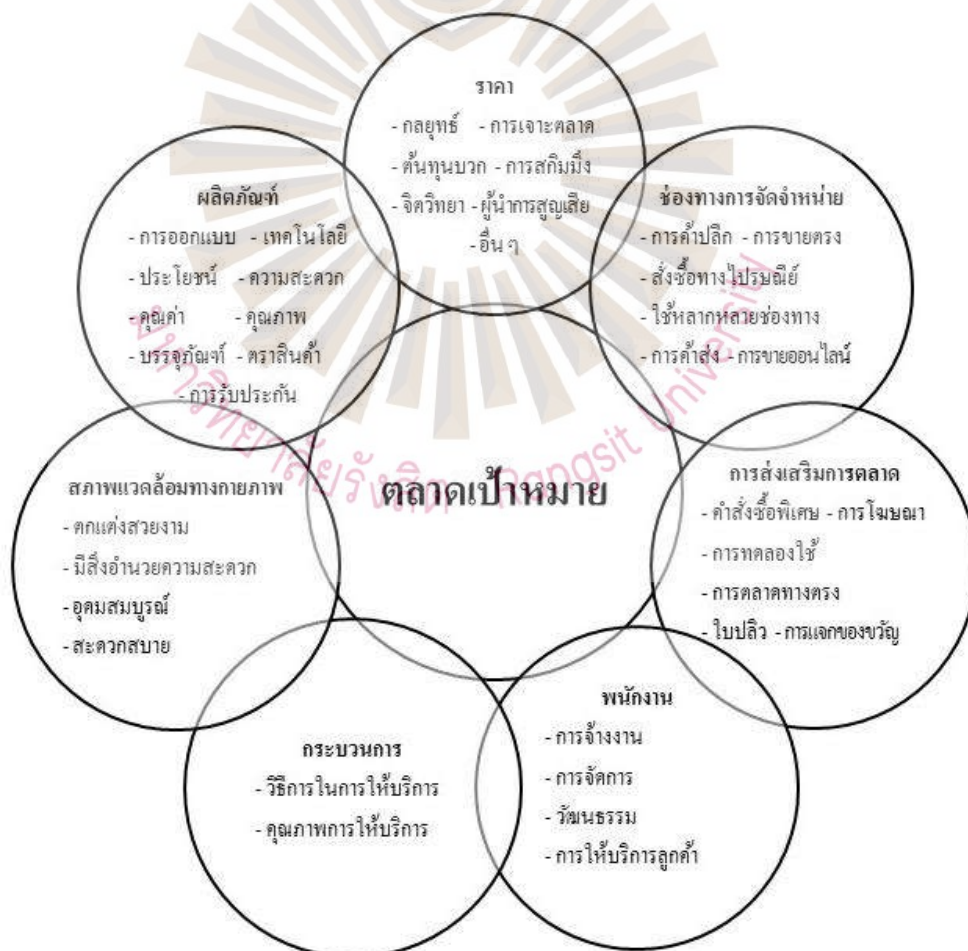 ราคา
- กลยุทธ์ - การเจาะตลาด
- ต้นทุนบวก - การสกิมมิ่ง
- จิตวิทยา - ผู้นำการสูญเสีย
- อื่น ๆ
ช่องทางการจัดจำหน่าย
- การค้าปลีก - การขายตรง
- สั่งซื้อทางไปรษณีย์
- ใช้หลากหลายช่องทาง
- การค้าส่ง - การขายออนไลน์
การส่งเสริมการตลาด
- คำสั่งซื้อพิเศษ - การโฆษณา
- การทดลองใช้
- การตลาดทางตรง
- ใบปลิว - การแจกของขวัญ
พนักงาน
- การจ้างงาน
- การจัดการ
- วัฒนธรรม
- การให้บริการลูกค้า
กระบวนการ
- วิธีการในการให้บริการ
- คุณภาพการให้บริการ
สภาพแวดล้อมทางกายภาพ
- ตกแต่งสวยงาม
- มีสิ่งอำนวยความสะดวก
- อุดมสมบูรณ์
- สะดวกสบาย
ผลิตภัณฑ์
- การออกแบบ - เทคโนโลยี
- ประโยชน์ - ความสะดวก
- คุณค่า - คุณภาพ
- บรรจุภัณฑ์ - ตราสินค้า
- การรับประกัน
ตลาดเป้าหมาย
มหาวิทยาลัยรังสิต Rangsit University